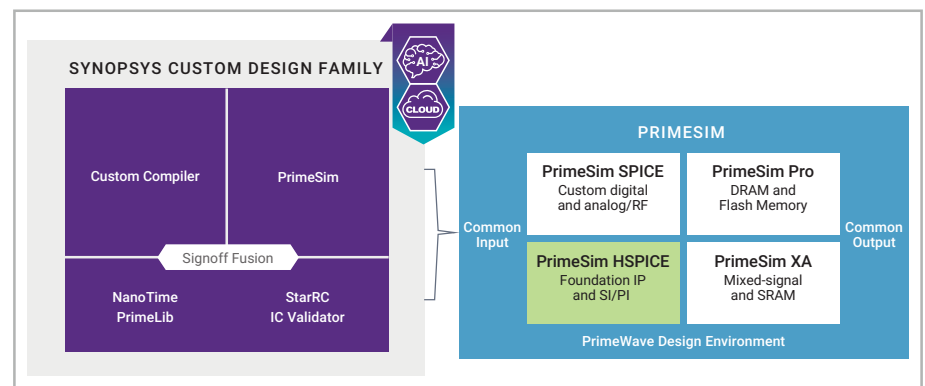 SYNOPSYS CUSTOM DESIGN FAMILY
AI
CLOUD
Custom Compiler
PrimeSim
Signoff Fusion
NanoTime
PrimeLib
StarRC
IC Validator
PRIMESIM
Common
Input
PrimeSim SPICE
Custom digital
and analog/RF
PrimeSim Pro
DRAM and
Flash Memory
PrimeSim HSPICE
Foundation IP
and SI/PI
PrimeSim XA
Mixed-signal
and SRAM
Common
Output
PrimeWave Design Environment